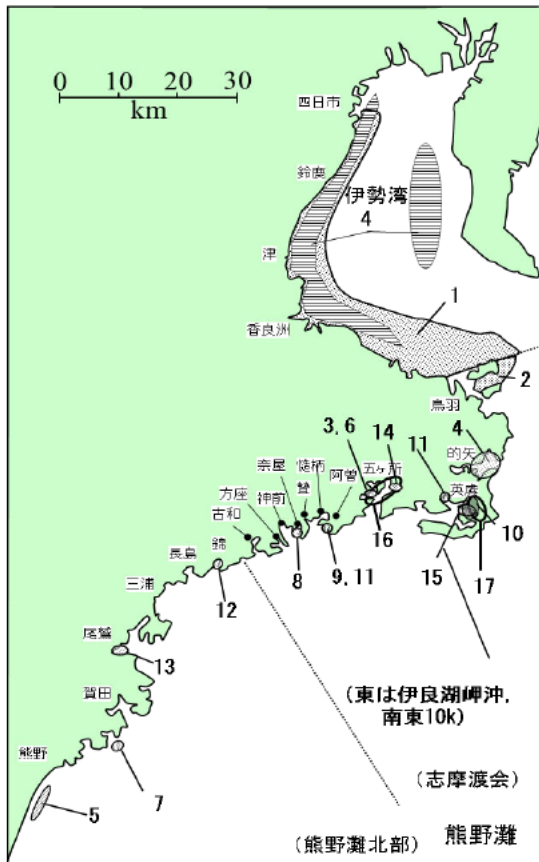 0 10 20 30
km
四日市
鈴鹿
伊勢湾
4
津
1
香良洲
2
鳥羽
3, 6
14
11
4
的矢
五ヶ所
阿曽
慥柄
奈屋
贄
英虞
方座
神前
古和
16
10
錦
長島
8
9, 11
15
17
三浦
12
尾鷲
13
(東は伊良湖岬沖,
南東10k)
賀田
熊野
7
5
(志摩渡会)
(熊野灘北部)
熊野灘